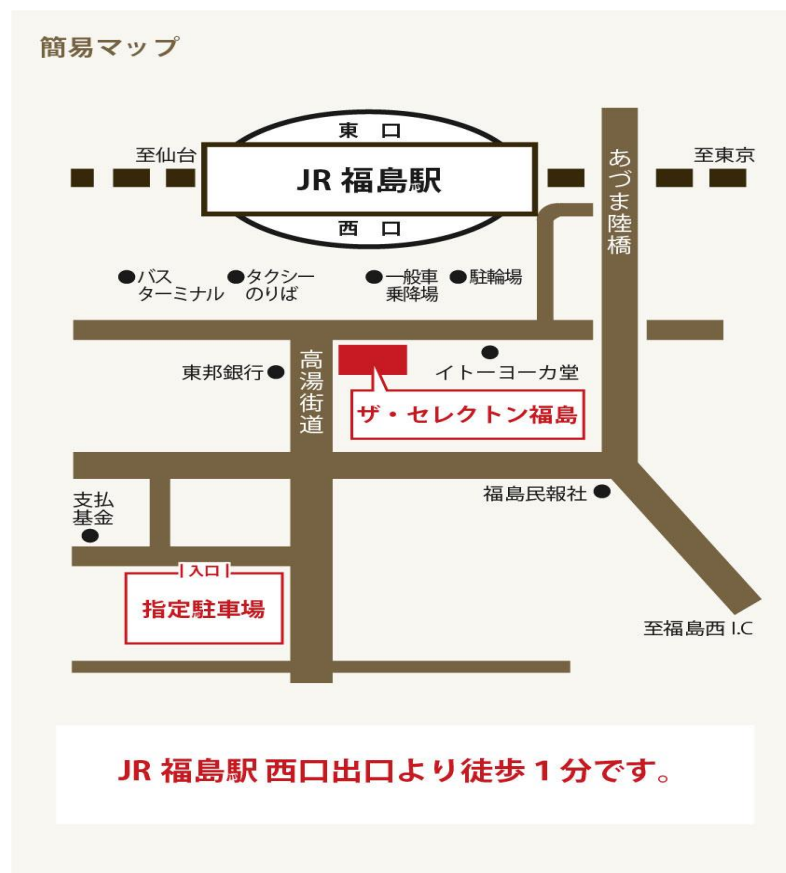 簡易マップ
東 口
至仙台
JR 福島駅
至東京
西 口
あづま陸橋
バス
ターミナル
タクシー
のりば
一般車
乗降場
駐輪場
東邦銀行
高湯街道
イトーヨーカ堂
ザ・セレクトン福島
支払
基金
福島民報社
入口
指定駐車場
至福島西 I.C
JR 福島駅 西口出口より徒歩 1 分です。